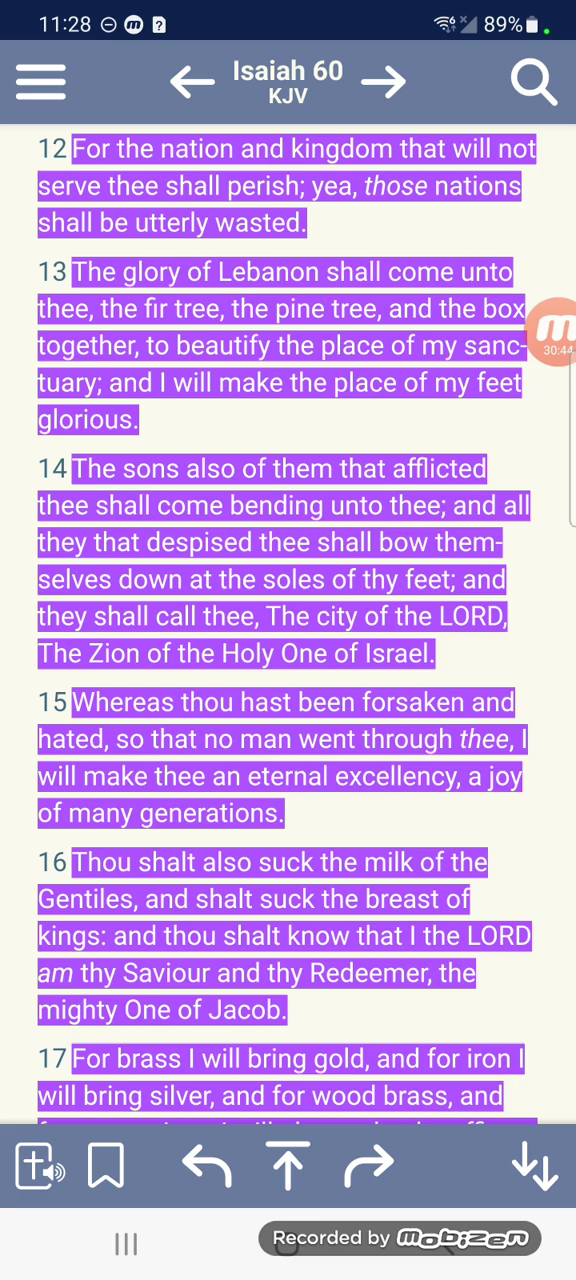 11:28 89%
Isaiah 60
KJV
12 For the nation and kingdom that will not
serve thee shall perish; yea, those nations
shall be utterly wasted.
13 The glory of Lebanon shall come unto
thee, the fir tree, the pine tree, and the box
together, to beautify the place of my sanc-
tuary; and I will make the place of my feet
glorious.
30:44
14 The sons also of them that afflicted
thee shall come bending unto thee; and all
they that despised thee shall bow them-
selves down at the soles of thy feet; and
they shall call thee, The city of the LORD,
The Zion of the Holy One of Israel.
15 Whereas thou hast been forsaken and
hated, so that no man went through thee, I
will make thee an eternal excellency, a joy
of many generations.
16 Thou shalt also suck the milk of the
Gentiles, and shalt suck the breast of
kings: and thou shalt know that I the LORD
am thy Saviour and thy Redeemer, the
mighty One of Jacob.
17 For brass I will bring gold, and for iron I
will bring silver, and for wood brass, and
Recorded by mobizen